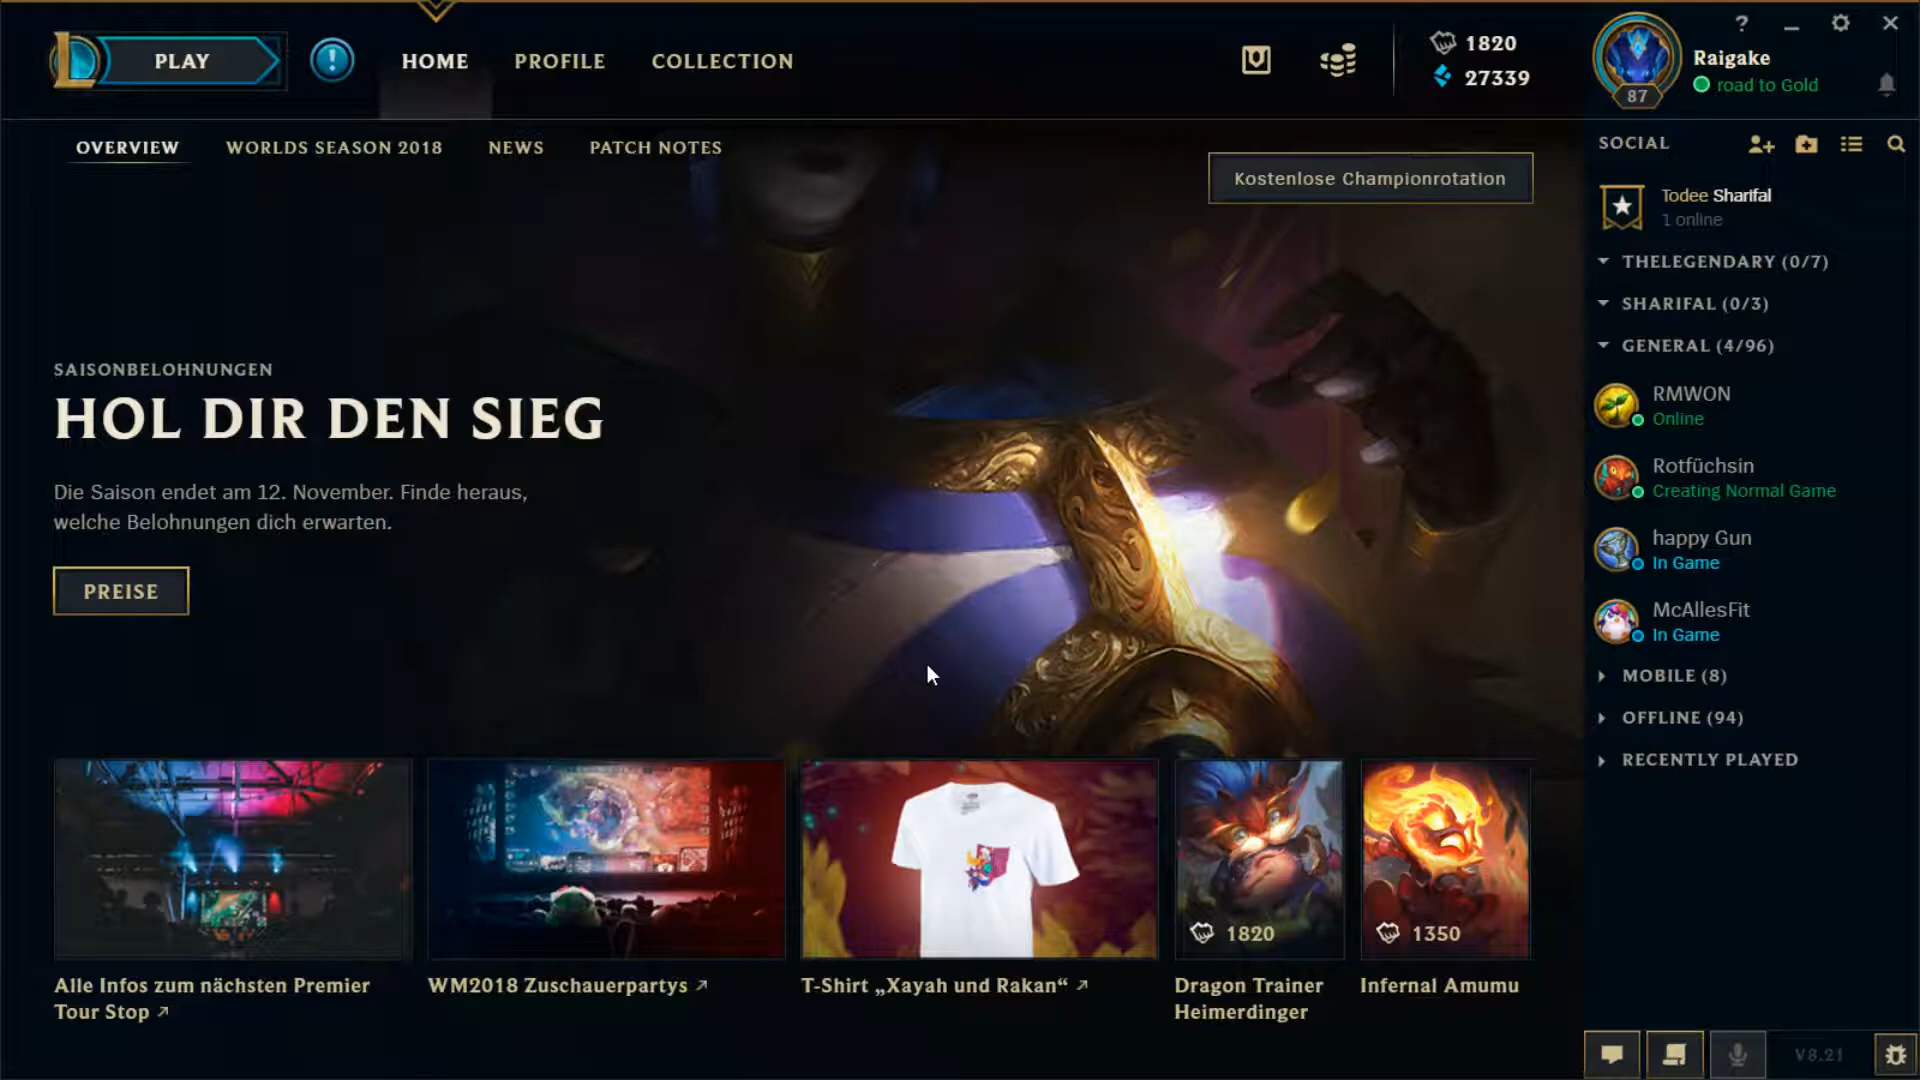 PLAY
HOME
PROFILE
COLLECTION
1820
27339
87
Raigake
road to Gold
OVERVIEW
WORLDS SEASON 2018
NEWS
PATCH NOTES
Kostenlose Championrotation
SAISONBELOHNUNGEN
HOL DIR DEN SIEG
Die Saison endet am 12. November. Finde heraus,
welche Belohnungen dich erwarten.
PREISE
1820
1350
Alle Infos zum nächsten Premier
Tour Stop ↗
WM2018 Zuschauerpartys ↗
T-Shirt „Xayah und Rakan“ ↗
Dragon Trainer
Heimerdinger
Infernal Amumu
SOCIAL
Todee Sharifal
1 online
THELEGENDARY (0/7)
SHARIFAL (0/3)
GENERAL (4/96)
RMWON
Online
Rotfüchsin
Creating Normal Game
happy Gun
In Game
McAllesFit
In Game
MOBILE (8)
OFFLINE (94)
RECENTLY PLAYED
V8.21